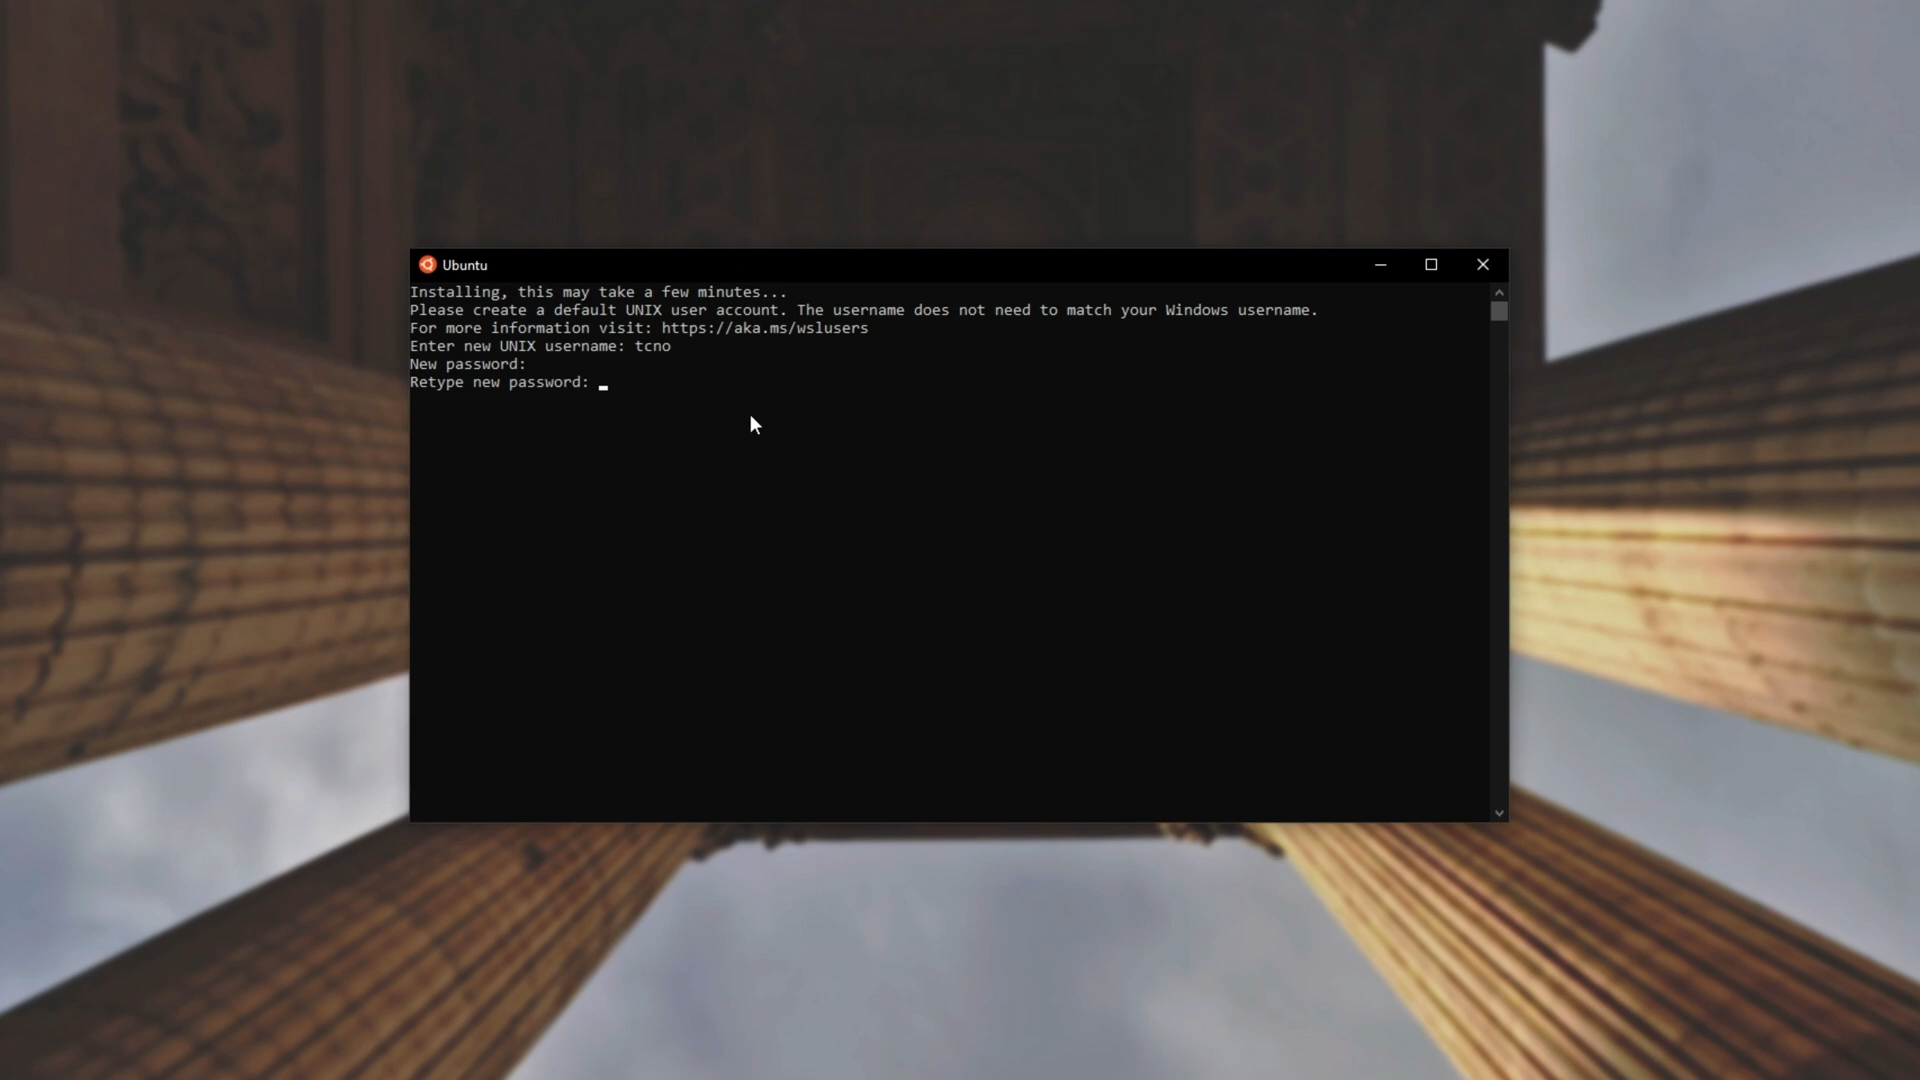 Ubuntu
Installing, this may take a few minutes...
Please create a default UNIX user account. The username does not need to match your Windows username.
For more information visit: https://aka.ms/wslusers
Enter new UNIX username: tcno
New password:
Retype new password: